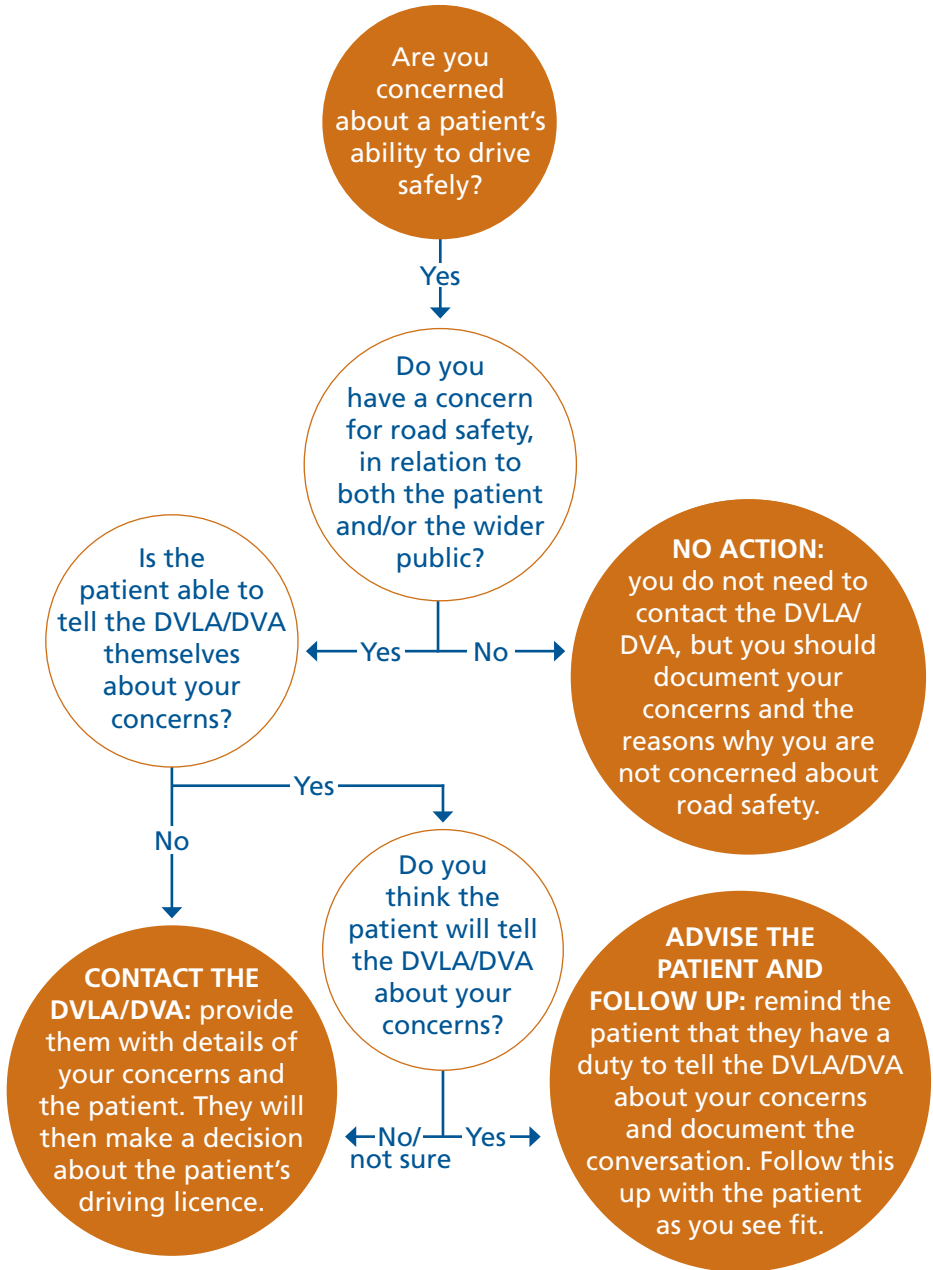 Are you
concerned
about a patient’s
ability to drive
safely?
Yes
Do you
have a concern
for road safety,
in relation to
both the patient
and/or the wider
public?
Yes
No
Is the
patient able to
tell the DVLA/DVA
themselves
about your
concerns?
NO ACTION:
you do not need to
contact the DVLA/
DVA, but you should
document your
concerns and the
reasons why you are
not concerned about
road safety.
Yes
No
Do you
think the
patient will tell
the DVLA/DVA
about your
concerns?
No/
not sure
Yes
CONTACT THE
DVLA/DVA: provide
them with details of
your concerns and
the patient. They will
then make a decision
about the patient’s
driving licence.
ADVISE THE
PATIENT AND
FOLLOW UP: remind the
patient that they have a
duty to tell the DVLA/DVA
about your concerns
and document the
conversation. Follow this
up with the patient
as you see fit.